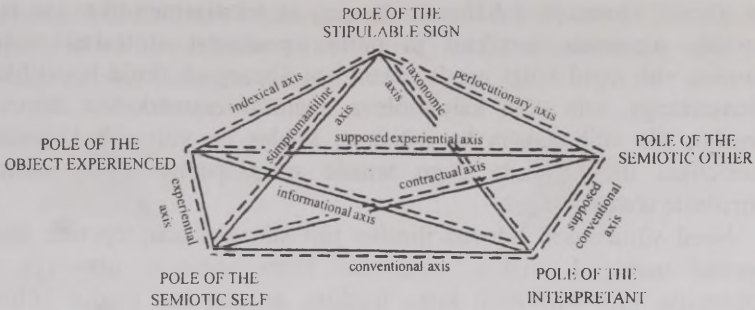 POLE OF THE
STIPULABLE SIGN
indexical axis
sumptomantiline
axis
taxonomic
axis
perlocutionary axis
POLE OF THE
OBJECT EXPERIENCED
supposed experiential axis
POLE OF THE
SEMIOTIC OTHER
experiential
axis
informational axis
contractual axis
supposed
conventional
axis
conventional axis
POLE OF THE
SEMIOTIC SELF
POLE OF THE
INTERPRETANT